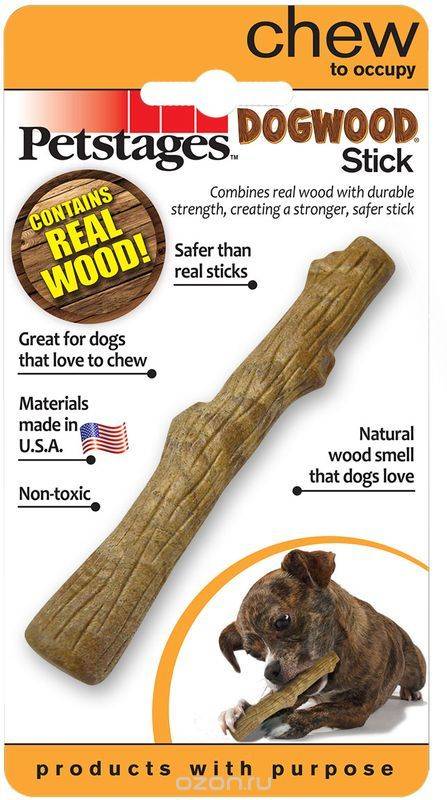 chew
to occupy
Petstages™
DOGWOOD®
Stick
Combines real wood with durable
strength, creating a stronger, safer stick
CONTAINS
REAL
WOOD!
Safer than
real sticks
Great for dogs
that love to chew
Materials
made in
U.S.A.
Natural
wood smell
that dogs love
Non-toxic
products with purpose
ozon.ru